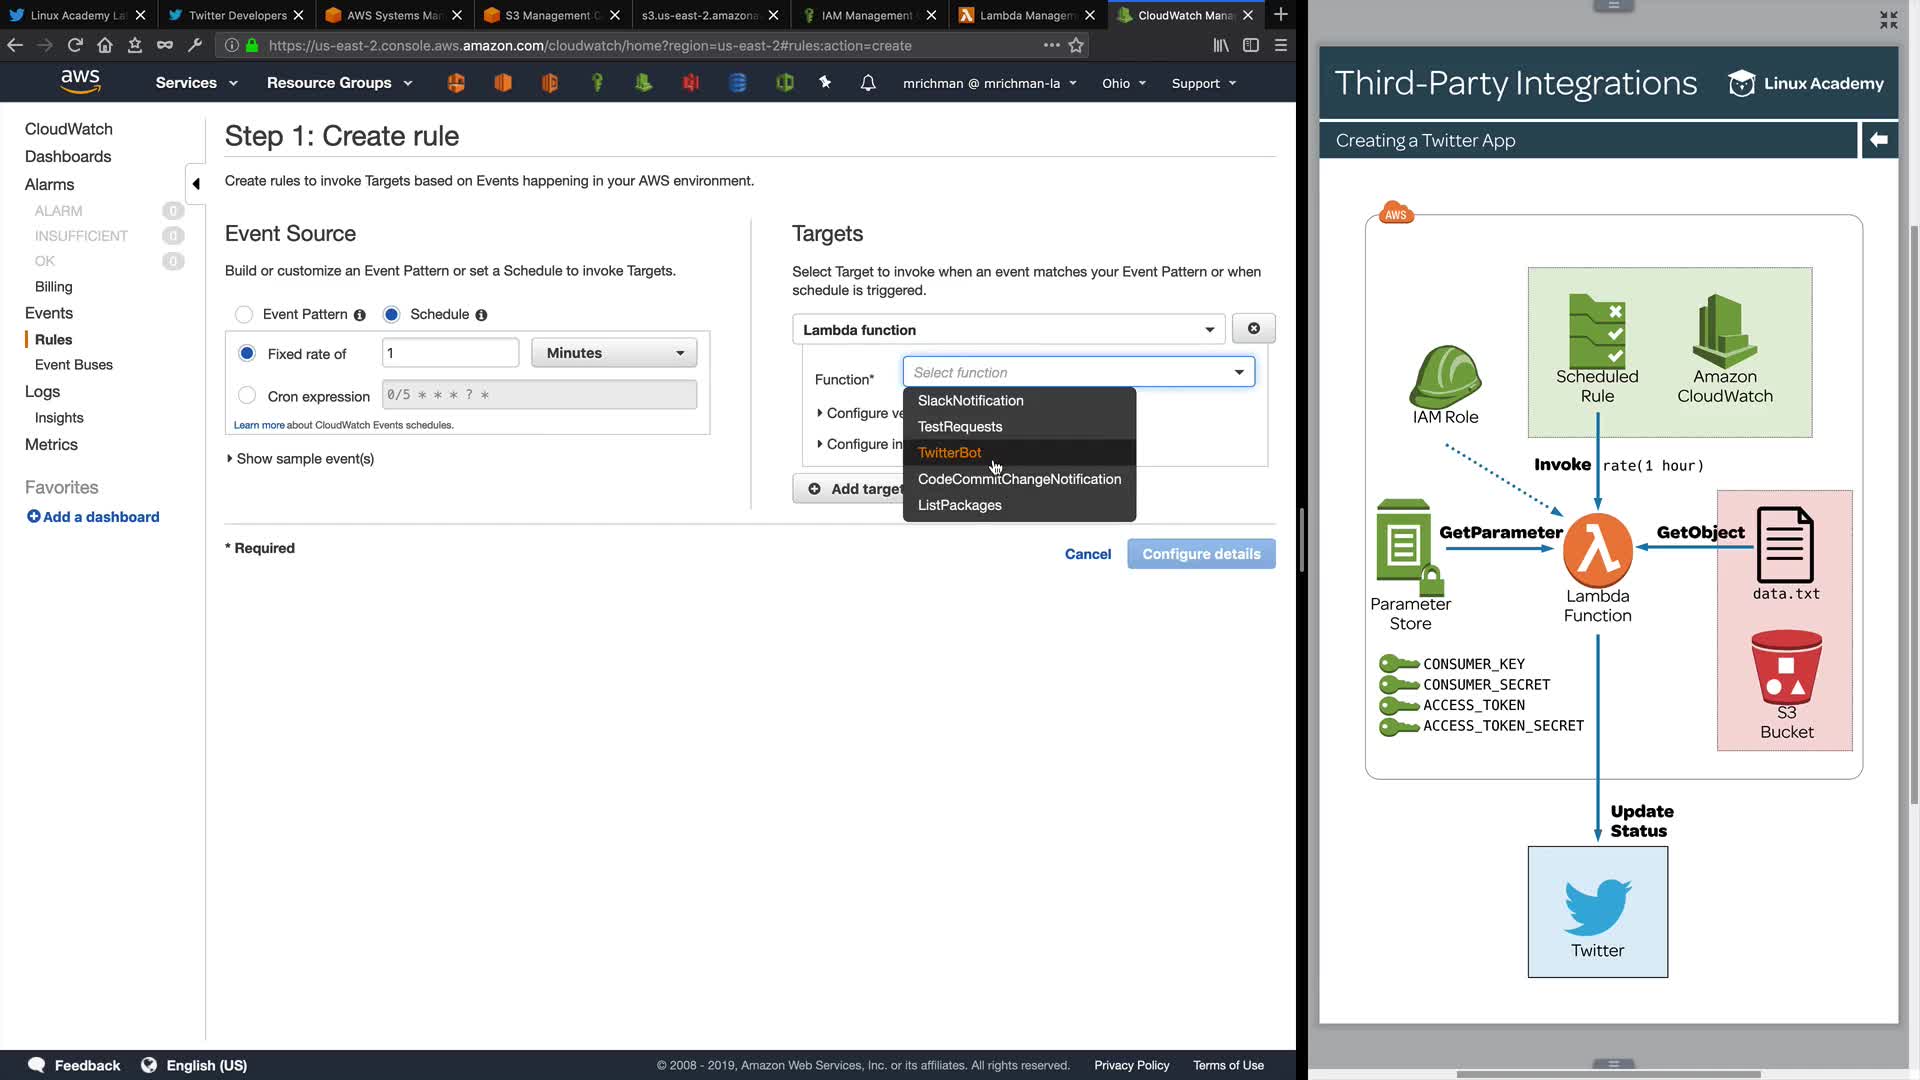 Linux Academy La
Twitter Developers
AWS Systems Man
S3 Management C
s3.us-east-2.amazona
IAM Management
Lambda Managem
CloudWatch Mana
https://us-east-2.console.aws.amazon.com/cloudwatch/home?region=us-east-2#rules:action=create
aws
Services
Resource Groups
mrichman @ mrichman-la
Ohio
Support
CloudWatch
Dashboards
Alarms
ALARM 0
INSUFFICIENT 0
OK 0
Billing
Events
Rules
Event Buses
Logs
Insights
Metrics
Favorites
Add a dashboard
Step 1: Create rule
Create rules to invoke Targets based on Events happening in your AWS environment.
Event Source
Build or customize an Event Pattern or set a Schedule to invoke Targets.
Event Pattern
Schedule
Fixed rate of 1 Minutes
Cron expression 0/5 * * * ? *
Learn more about CloudWatch Events schedules.
Show sample event(s)
Targets
Select Target to invoke when an event matches your Event Pattern or when
schedule is triggered.
Lambda function
Function* Select function
Configure ve
Configure in
SlackNotification
TestRequests
TwitterBot
CodeCommitChangeNotification
ListPackages
Add target
* Required
Cancel
Configure details
Feedback
English (US)
© 2008 - 2019, Amazon Web Services, Inc. or its affiliates. All rights reserved.
Privacy Policy
Terms of Use
Third-Party Integrations
Linux Academy
Creating a Twitter App
AWS
Scheduled
Rule
Amazon
CloudWatch
IAM Role
Invoke rate(1 hour)
GetParameter
GetObject
data.txt
Parameter
Store
Lambda
Function
CONSUMER_KEY
CONSUMER_SECRET
ACCESS_TOKEN
ACCESS_TOKEN_SECRET
S3
Bucket
Update
Status
Twitter